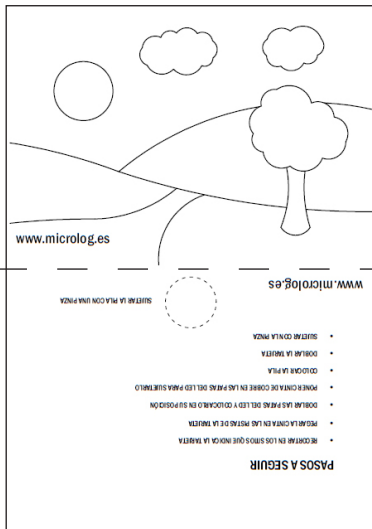 www.microlog.es
PASOS A SEGUIR
• RECORTAR EN LOS SITIOS QUE INDICA LA TARJETA
• PEGAR LA CINTA EN LAS PISTAS DE LA TARJETA
• DOBLAR LAS PATAS DEL LED Y COLOCARLO EN SU POSICIÓN
• PONER CINTA DE COBRE EN LAS PATAS DEL LED PARA SUJETARLO
• COLOCAR LA PILA
• DOBLAR LA TARJETA
• SUJETAR CON PINZA
SUJETAR LA PILA CON UNA PINZA
www.microlog.es